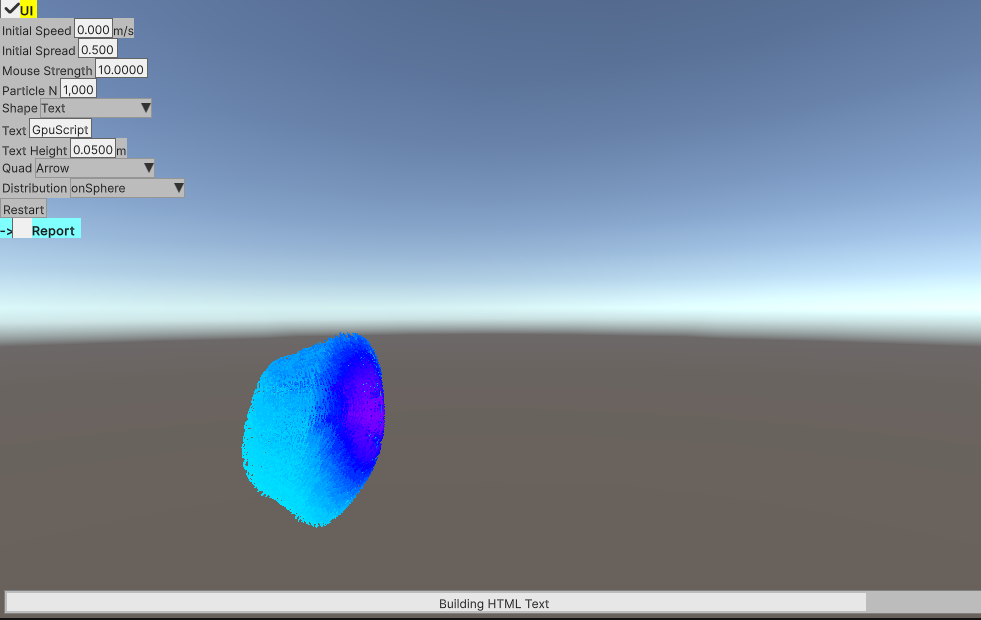 UI
Initial Speed 0.000 m/s
Initial Spread 0.500
Mouse Strength 10.0000
Particle N 1,000
Shape Text
Text GpuScript
Text Height 0.0500 m
Quad Arrow
Distribution onSphere
Restart
-> Report
Building HTML Text